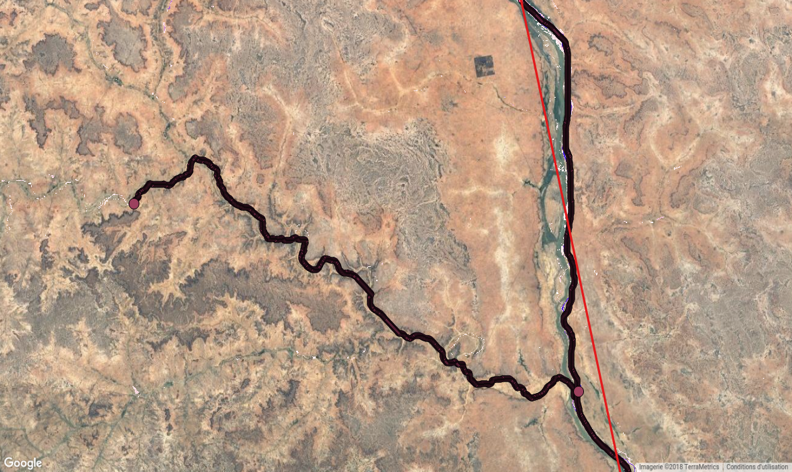 Google
Imagerie ©2018 TerraMetrics
Conditions d'utilisation